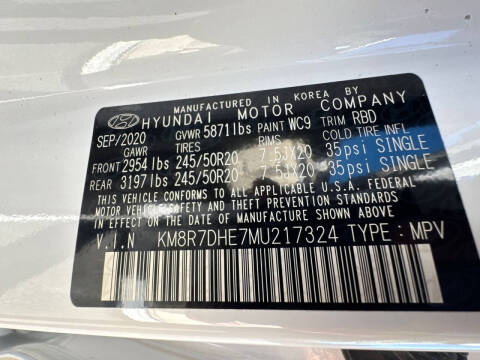 MANUFACTURED IN KOREA BY
HYUNDAI MOTOR COMPANY
SEP/2020 GVWR 5871lbs PAINT WC9 TRIM RBD
GAWR TIRES RIMS COLD TIRE INFL
FRONT 2954 lbs 245/50R20 7.5JX20 35psi SINGLE
REAR 3197 lbs 245/50R20 7.5JX20 35psi SINGLE
THIS VEHICLE CONFORMS TO ALL APPLICABLE U.S.A. FEDERAL
MOTOR VEHICLE SAFETY, BUMPER, AND THEFT PREVENTION STANDARDS
IN EFFECT ON THE DATE OF MANUFACTURE SHOWN ABOVE
V.I.N KM8R7DHE7MU217324 TYPE : MPV